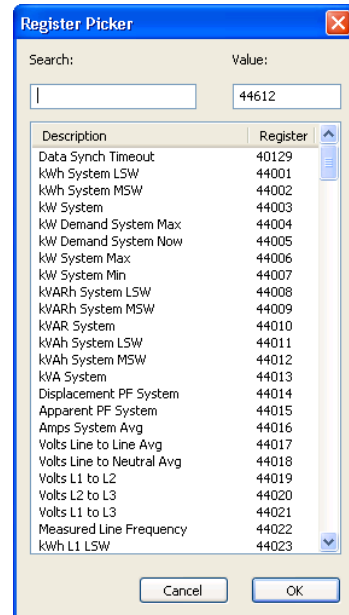 Register Picker
Search: Value:
44612
Description Register
Data Synch Timeout 40129
kWh System LSW 44001
kWh System MSW 44002
kW System 44003
kW Demand System Max 44004
kW Demand System Now 44005
kW System Max 44006
kW System Min 44007
kVARh System LSW 44008
kVARh System MSW 44009
kVAR System 44010
kVAh System LSW 44011
kVAh System MSW 44012
kVA System 44013
Displacement PF System 44014
Apparent PF System 44015
Amps System Avg 44016
Volts Line to Line Avg 44017
Volts Line to Neutral Avg 44018
Volts L1 to L2 44019
Volts L2 to L3 44020
Volts L1 to L3 44021
Measured Line Frequency 44022
kWh L1 LSW 44023
Cancel OK